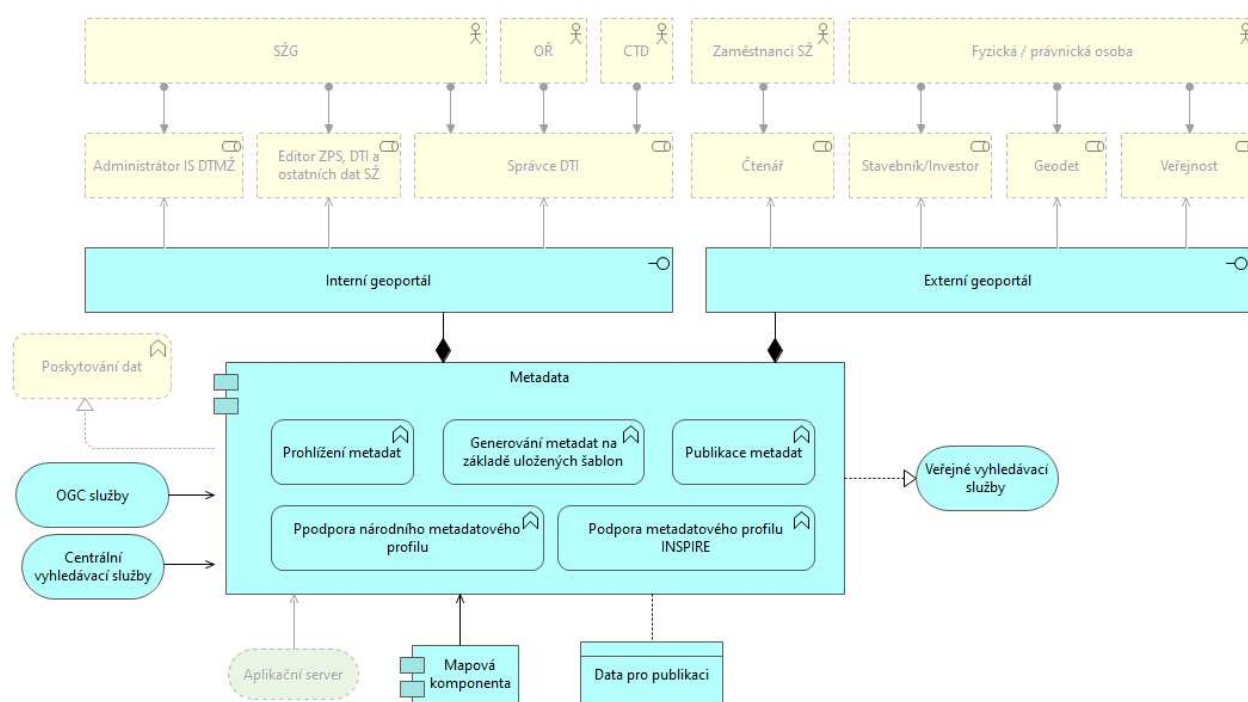 SŽG
OŘ
CTD
Zaměstnanci SŽ
Fyzická / právnická osoba
Administrátor IS DTMŽ
Editor ZPS, DTI a
ostatních dat SŽ
Správce DTI
Čtenář
Stavebník/Investor
Geodet
Veřejnost
Interní geoportál
Externí geoportál
Poskytování dat
Metadata
Prohlížení metadat
Generování metadat na
základě uložených šablon
Publikace metadat
OGC služby
Veřejné vyhledávací
služby
Ppodpora národního metadatového
profilu
Podpora metadatového profilu
INSPIRE
Centrální
vyhledávací služby
Aplikační server
Mapová
komponenta
Data pro publikaci